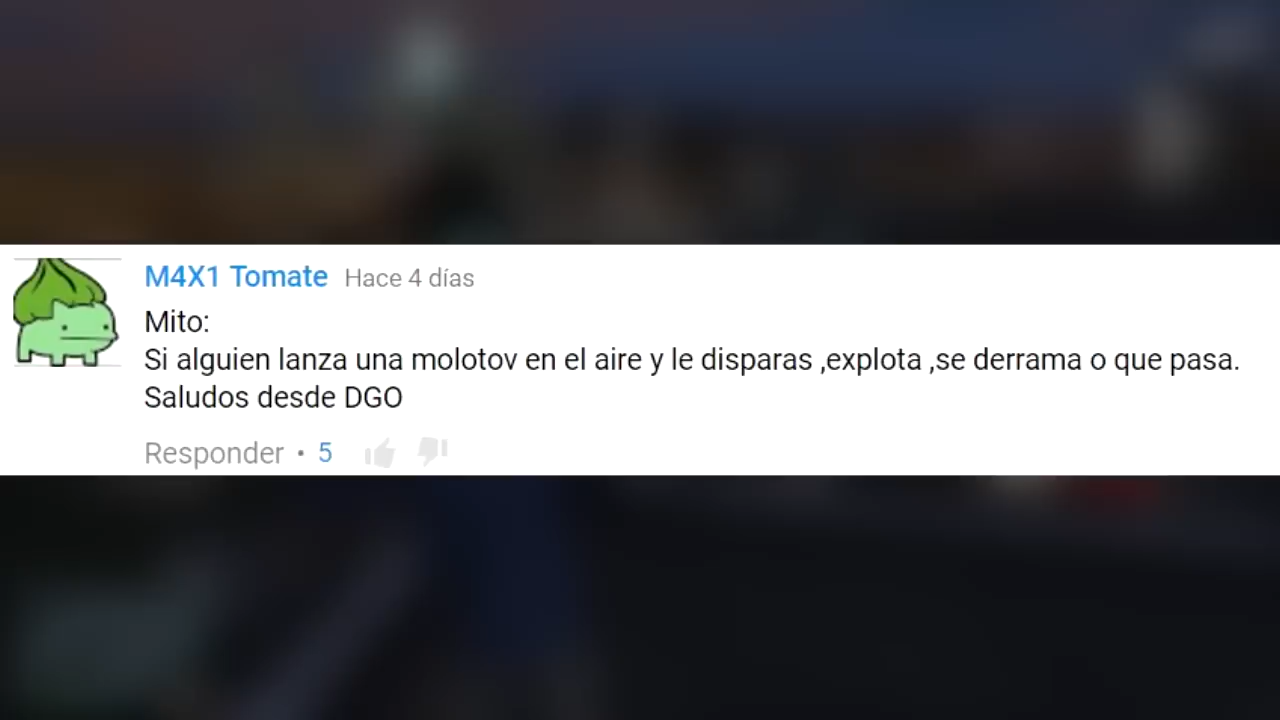 M4X1 Tomate Hace 4 días
Mito:
Si alguien lanza una molotov en el aire y le disparas ,explota ,se derrama o que pasa.
Saludos desde DGO
Responder • 5